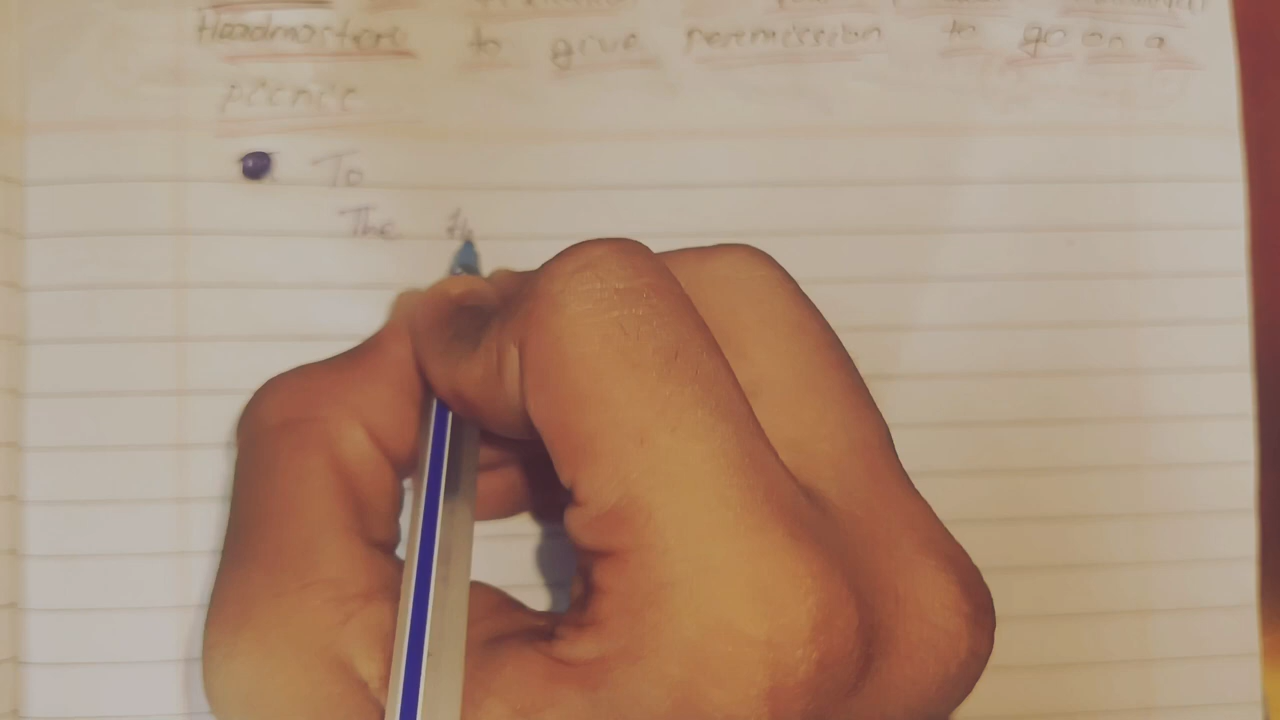 Headmaster to give permission to go on a
picnic
To
The H